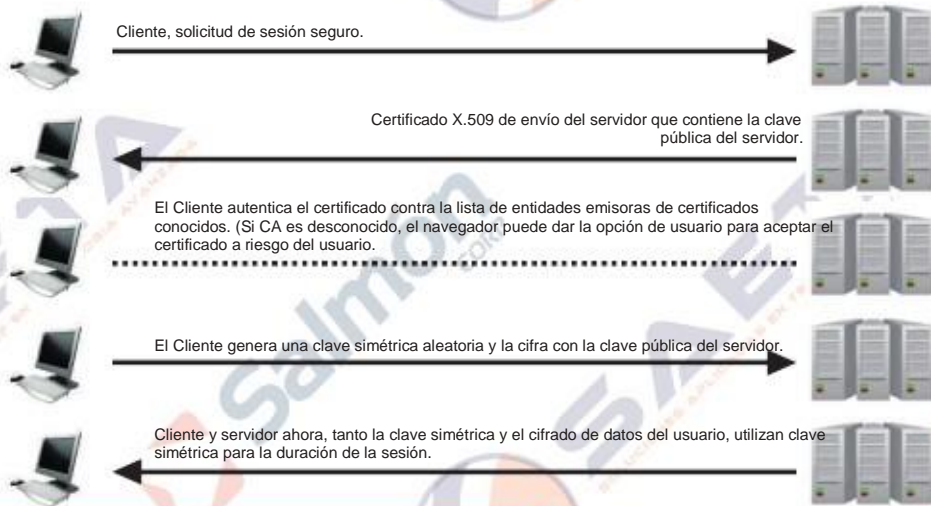 Cliente, solicitud de sesión seguro.
Certificado X.509 de envío del servidor que contiene la clave
pública del servidor.
El Cliente autentica el certificado contra la lista de entidades emisoras de certificados
conocidos. (Si CA es desconocido, el navegador puede dar la opción de usuario para aceptar el
certificado a riesgo del usuario.
El Cliente genera una clave simétrica aleatoria y la cifra con la clave pública del servidor.
Cliente y servidor ahora, tanto la clave simétrica y el cifrado de datos del usuario, utilizan clave
simétrica para la duración de la sesión.
Salmón
CORP
SAE